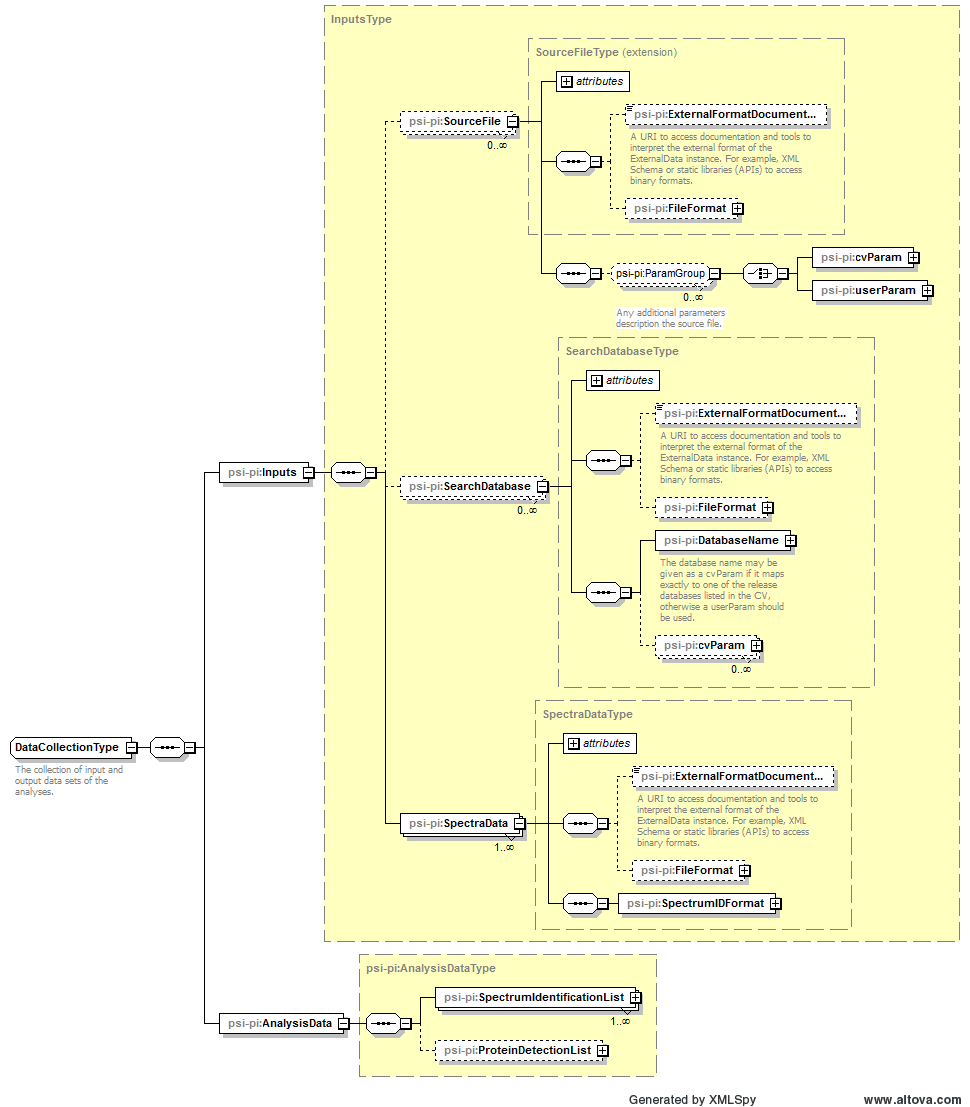 InputsType
SourceFileType (extension)
attributes
psi-pi:SourceFile
0..∞
psi-pi:ExternalFormatDocument...
A URI to access documentation and tools to
interpret the external format of the
ExternalData instance. For example, XML
Schema or static libraries (APIs) to access
binary formats.
psi-pi:FileFormat
psi-pi:ParamGroup
0..∞
Any additional parameters
description the source file.
psi-pi:cvParam
psi-pi:userParam
SearchDatabaseType
attributes
psi-pi:ExternalFormatDocument...
A URI to access documentation and tools to
interpret the external format of the
ExternalData instance. For example, XML
Schema or static libraries (APIs) to access
binary formats.
psi-pi:Inputs
psi-pi:SearchDatabase
0..∞
psi-pi:FileFormat
psi-pi:DatabaseName
The database name may be
given as a cvParam if it maps
exactly to one of the release
databases listed in the CV,
otherwise a userParam should
be used.
psi-pi:cvParam
0..∞
SpectraDataType
attributes
DataCollectionType
The collection of input and
output data sets of the
analyses.
psi-pi:ExternalFormatDocument...
A URI to access documentation and tools to
interpret the external format of the
ExternalData instance. For example, XML
Schema or static libraries (APIs) to access
binary formats.
psi-pi:SpectraData
1..∞
psi-pi:FileFormat
psi-pi:SpectrumIDFormat
psi-pi:AnalysisDataType
psi-pi:SpectrumIdentificationList
1..∞
psi-pi:AnalysisData
psi-pi:ProteinDetectionList
Generated by XMLSpy
www.altova.com